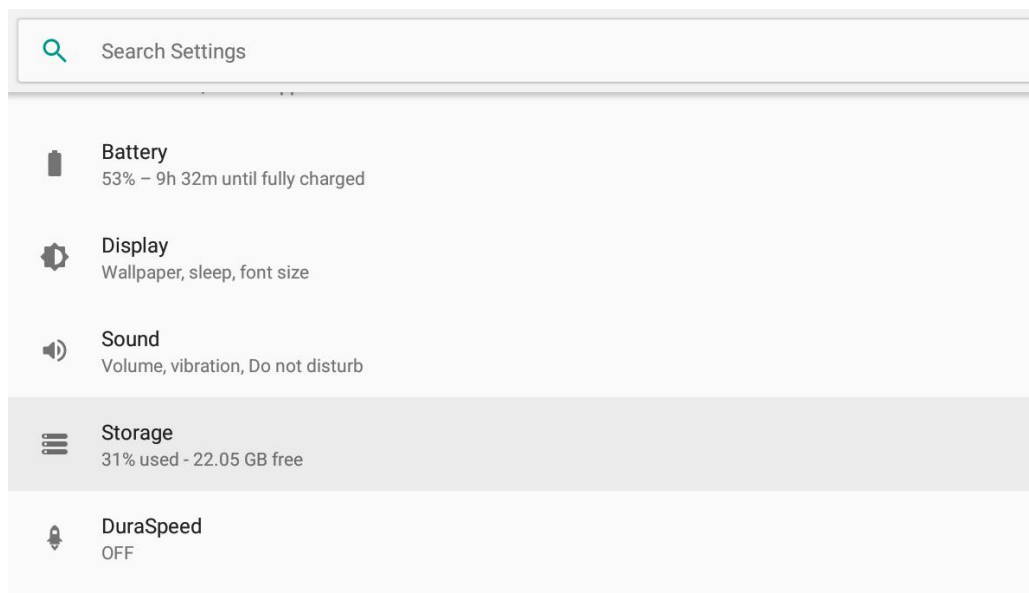 Search Settings
Battery
53% – 9h 32m until fully charged
Display
Wallpaper, sleep, font size
Sound
Volume, vibration, Do not disturb
Storage
31% used - 22.05 GB free
DuraSpeed
OFF